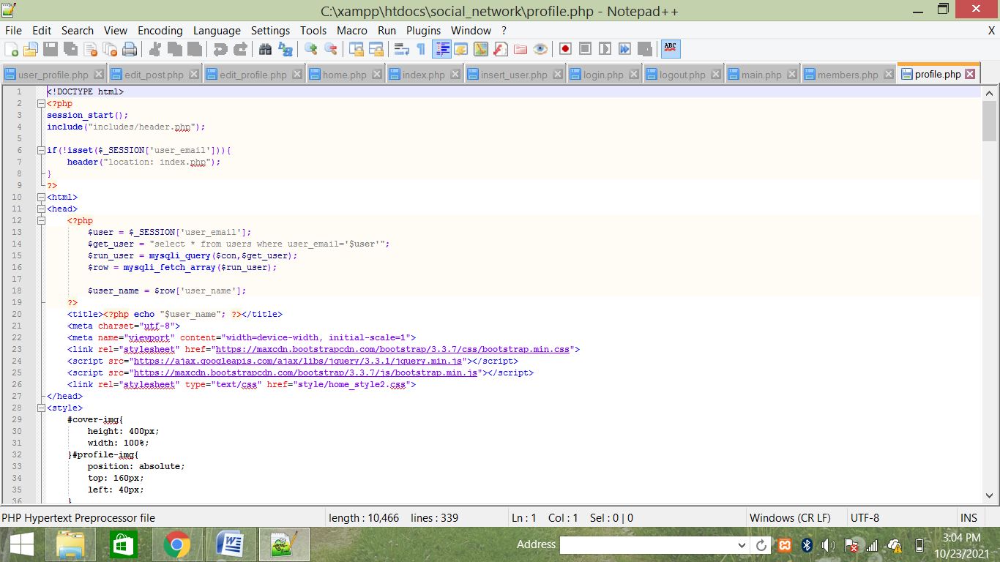 C:\xampp\htdocs\social_network\profile.php - Notepad++
File Edit Search View Encoding Language Settings Tools Macro Run Plugins Window ? X
ABC
user_profile.php edit_post.php edit_profile.php home.php index.php insert_user.php login.php logout.php main.php members.php profile.php
1 <!DOCTYPE html>
2 <?php
3 session_start();
4 include("includes/header.php");
5
6 if(!isset($_SESSION['user_email'])){
7 header("location: index.php");
8 }
9 ?>
10 <html>
11 <head>
12 <?php
13 $user = $_SESSION['user_email'];
14 $get_user = "select * from users where user_email='$user'";
15 $run_user = mysqli_query($con,$get_user);
16 $row = mysqli_fetch_array($run_user);
17
18 $user_name = $row['user_name'];
19 ?>
20 <title><?php echo "$user_name"; ?></title>
21 <meta charset="utf-8">
22 <meta name="viewport" content="width=device-width, initial-scale=1">
23 <link rel="stylesheet" href="https://maxcdn.bootstrapcdn.com/bootstrap/3.3.7/css/bootstrap.min.css">
24 <script src="https://ajax.googleapis.com/ajax/libs/jquery/3.3.1/jquery.min.js"></script>
25 <script src="https://maxcdn.bootstrapcdn.com/bootstrap/3.3.7/js/bootstrap.min.js"></script>
26 <link rel="stylesheet" type="text/css" href="style/home_style2.css">
27 </head>
28 <style>
29 #cover-img{
30 height: 400px;
31 width: 100%;
32 }#profile-img{
33 position: absolute;
34 top: 160px;
35 left: 40px;
36 }
PHP Hypertext Preprocessor file length : 10,466 lines : 339 Ln : 1 Col : 1 Sel : 0 | 0 Windows (CR LF) UTF-8 INS
Address
3:04 PM
10/23/2021